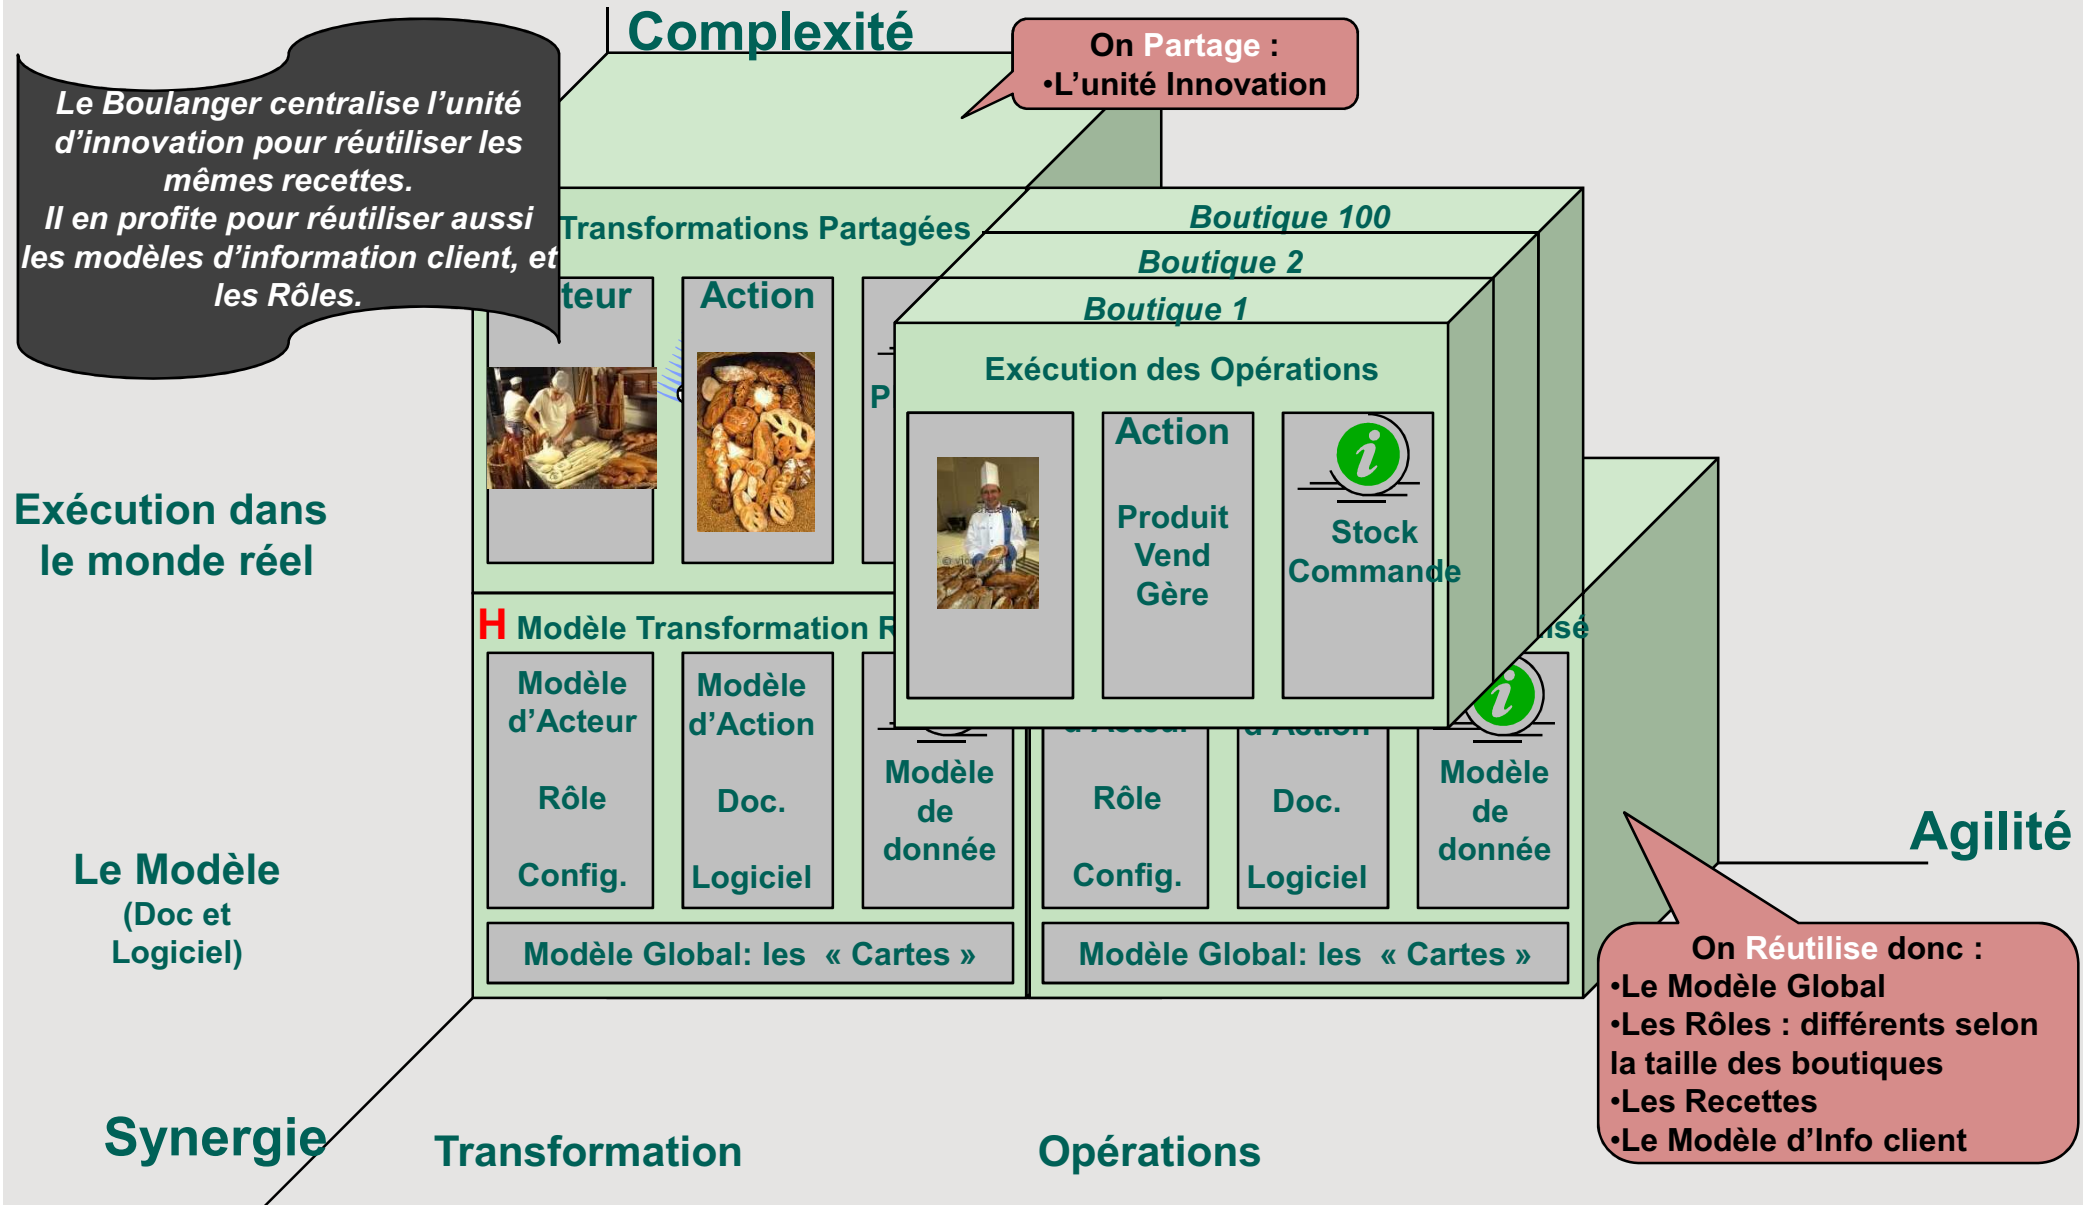 Complexité
On Partage :
•L’unité Innovation
Le Boulanger centralise l’unité
d’innovation pour réutiliser les
mêmes recettes.
Il en profite pour réutiliser aussi
les modèles d’information client, et
les Rôles.
Transformations Partagées
Boutique 100
Boutique 2
Boutique 1
teur
Action
P
Exécution des Opérations
Action
Produit
Vend
Gère
Stock
Commande
Exécution dans
le monde réel
H Modèle Transformation R
isé
Modèle
d’Acteur
Rôle
Config.
Modèle
d’Action
Doc.
Logiciel
Modèle
de
donnée
d’Acteur
Rôle
Config.
d’Action
Doc.
Logiciel
Modèle
de
donnée
Modèle Global: les « Cartes »
Modèle Global: les « Cartes »
Le Modèle
(Doc et
Logiciel)
Agilité
On Réutilise donc :
•Le Modèle Global
•Les Rôles : différents selon
la taille des boutiques
•Les Recettes
•Le Modèle d’Info client
Synergie
Transformation
Opérations